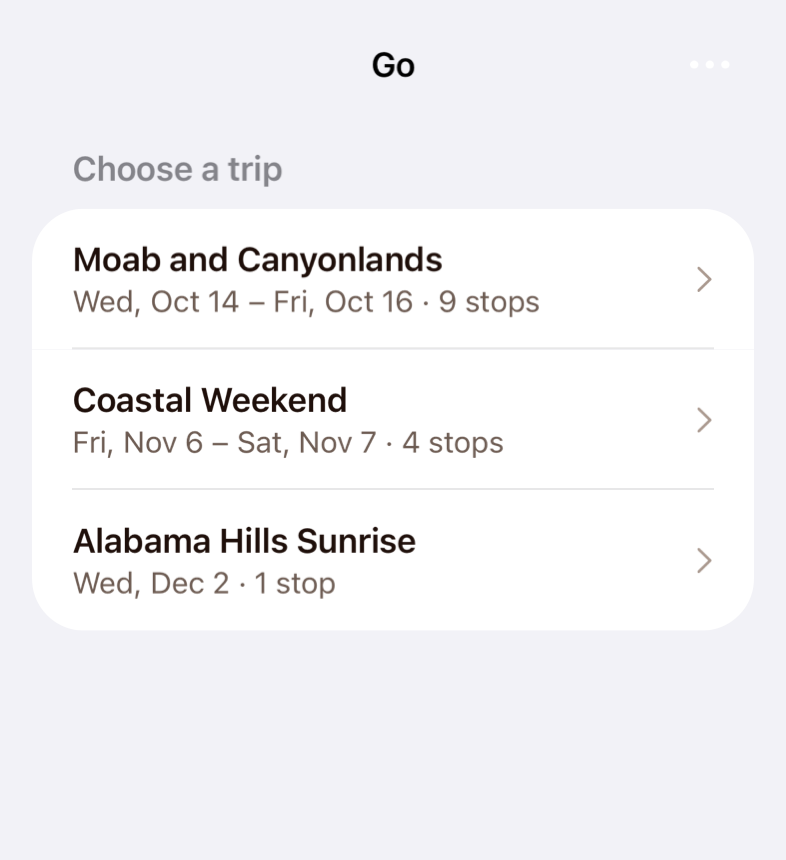 Go
Choose a trip
Moab and Canyonlands
Wed, Oct 14 – Fri, Oct 16 · 9 stops
Coastal Weekend
Fri, Nov 6 – Sat, Nov 7 · 4 stops
Alabama Hills Sunrise
Wed, Dec 2 · 1 stop